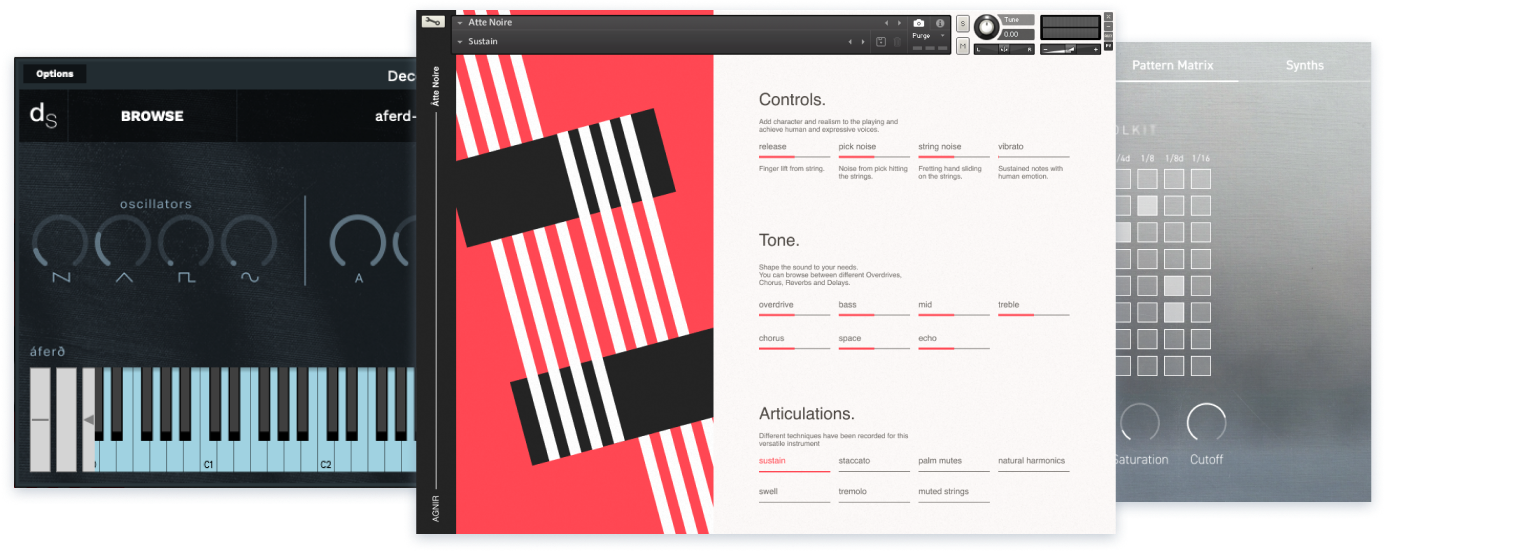 Options
Dec
ds
BROWSE
aferd-
oscillators
A
áferð
C1
C2
Átte Noire
AGNIR
Atte Noire
Sustain
Purge
S
M
Tune
0.00
L
R
Controls.
Add character and realism to the playing and
achieve human and expressive voices.
release
pick noise
string noise
vibrato
Finger lift from string.
Noise from pick hitting
the strings.
Fretting hand sliding
on the strings.
Sustained notes with
human emotion.
Tone.
Shape the sound to your needs.
You can browse between different Overdrives,
Chorus, Reverbs and Delays.
overdrive
bass
mid
treble
chorus
space
echo
Articulations.
Different techniques have been recorded for this
versatile instrument
sustain
staccato
palm mutes
natural harmonics
swell
tremolo
muted strings
Pattern Matrix
Synths
OLKIT
/4d 1/8 1/8d 1/16
Saturation
Cutoff